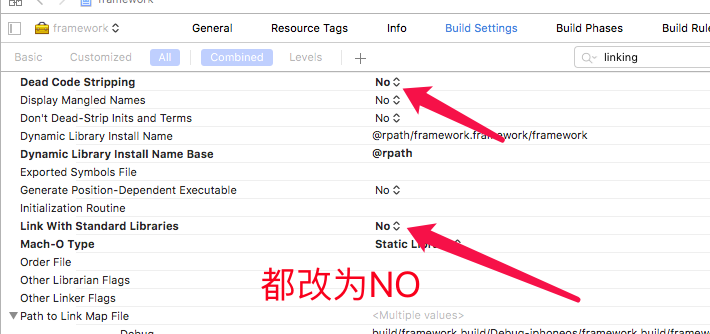 framework
framework
General Resource Tags Info Build Settings Build Phases Build Rule
Basic Customized All Combined Levels + linking
Dead Code Stripping No
Display Mangled Names No
Don't Dead-Strip Inits and Terms No
Dynamic Library Install Name @rpath/framework.framework/framework
Dynamic Library Install Name Base @rpath
Exported Symbols File
Generate Position-Dependent Executable No
Initialization Routine
Link With Standard Libraries No
Mach-O Type Static Lib
Order File
Other Librarian Flags
Other Linker Flags
都改为NO
Path to Link Map File <Multiple values>
Debug build/framework.build/Debug-iphoneos/framework.build